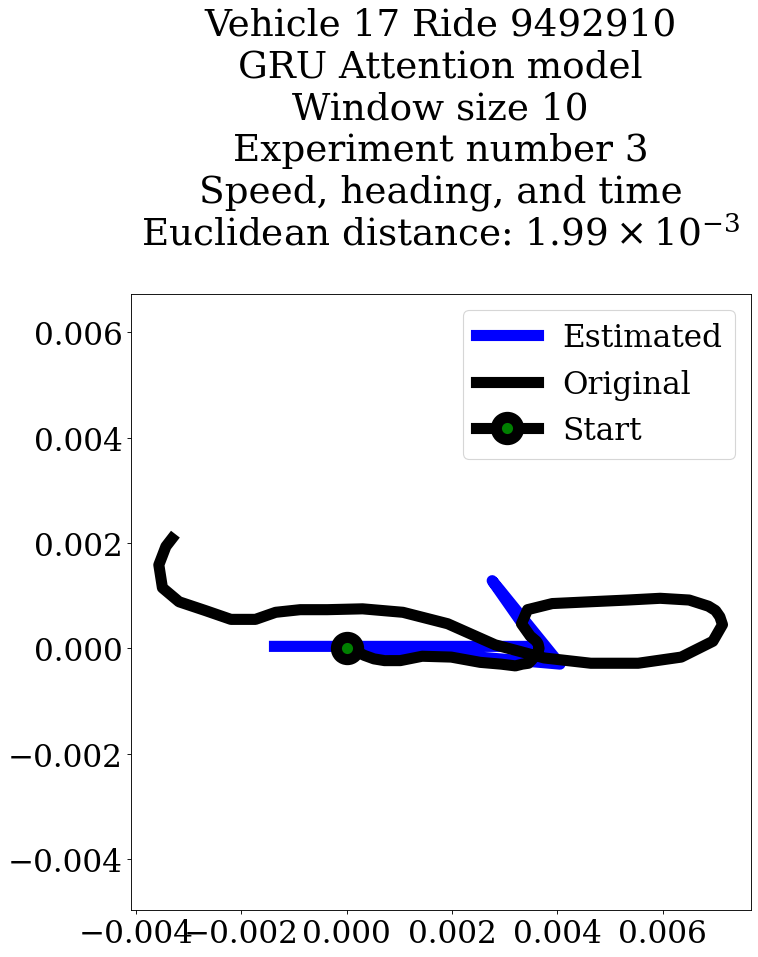 Vehicle 17 Ride 9492910
GRU Attention model
Window size 10
Experiment number 3
Speed, heading, and time
Euclidean distance: 1.99 × 10⁻³
Estimated
Original
Start
0.006
0.004
0.002
0.000
−0.002
−0.004
−0.004 −0.002 0.000 0.002 0.004 0.006